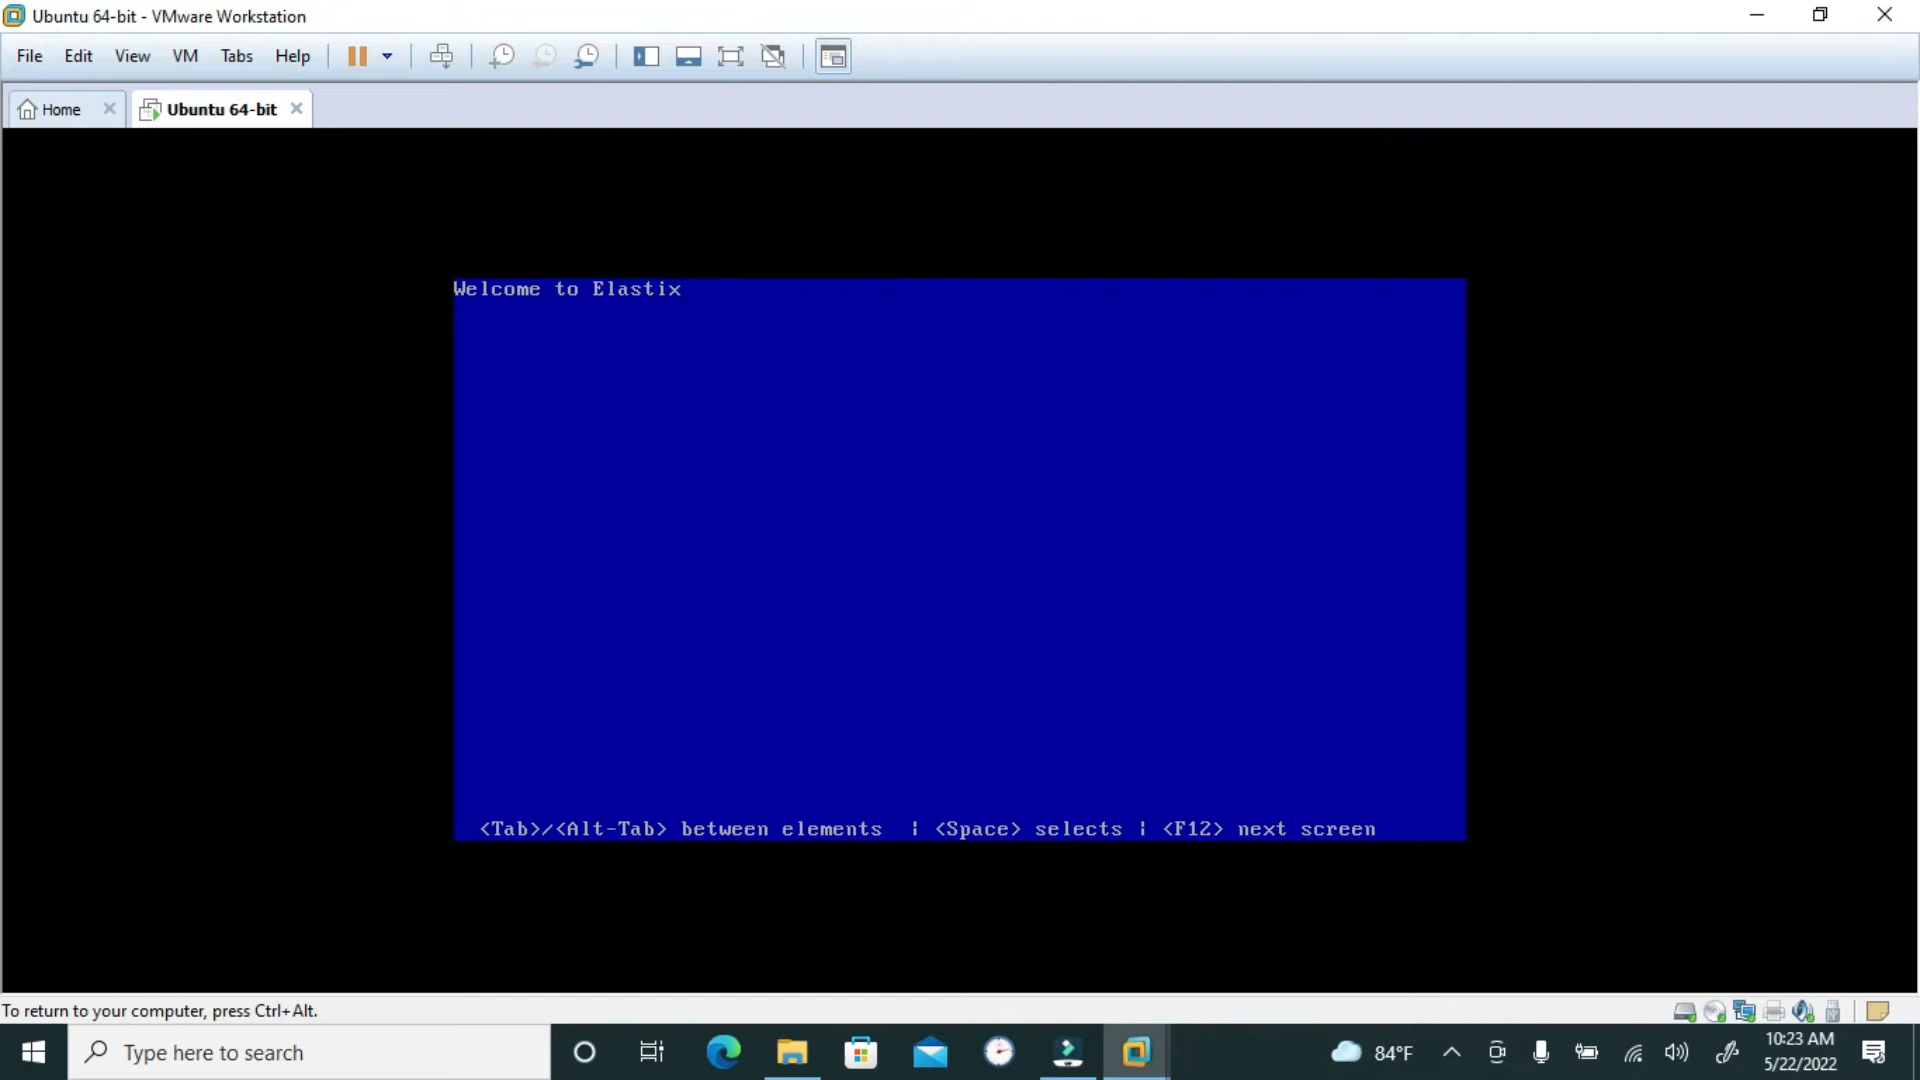 Ubuntu 64-bit - VMware Workstation
File Edit View VM Tabs Help
Home Ubuntu 64-bit
Welcome to Elastix
<Tab>/<Alt-Tab> between elements | <Space> selects | <F12> next screen
To return to your computer, press Ctrl+Alt.
Type here to search
84°F
10:23 AM
5/22/2022